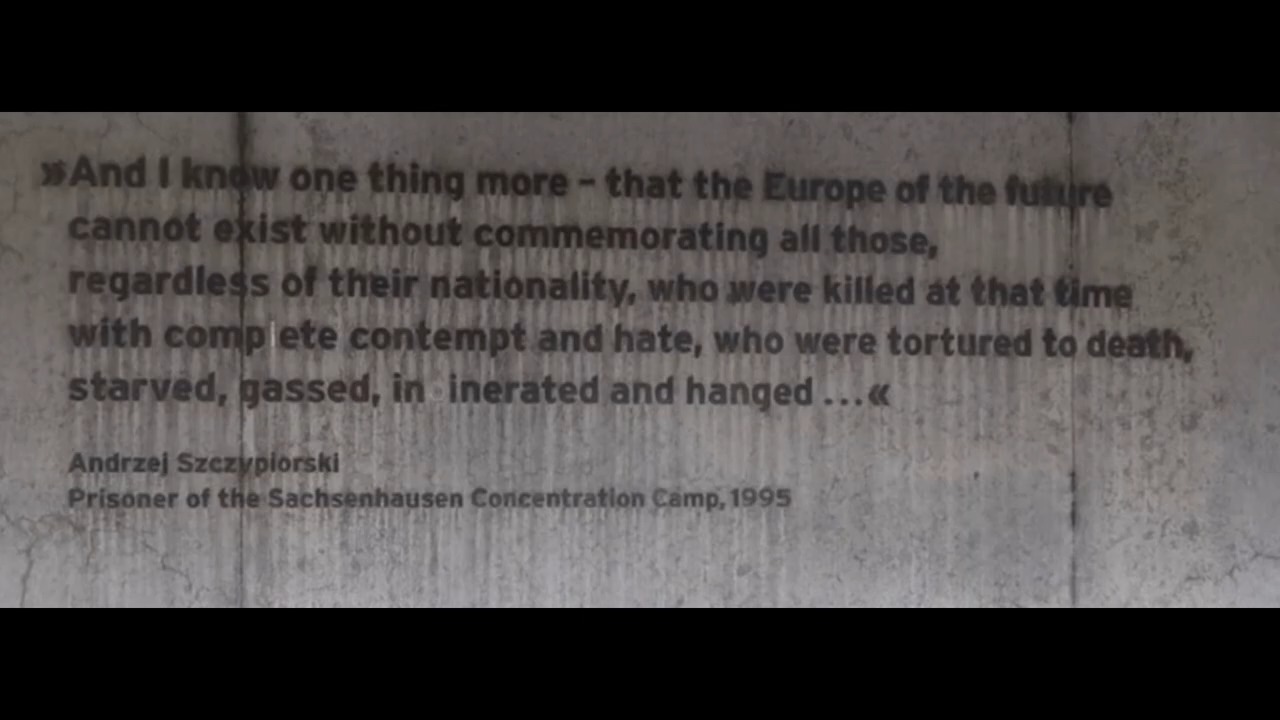 »And I know one thing more – that the Europe of the future
cannot exist without commemorating all those,
regardless of their nationality, who were killed at that time
with complete contempt and hate, who were tortured to death,
starved, gassed, in inerated and hanged ...«
Andrzej Szczypiorski
Prisoner of the Sachsenhausen Concentration Camp, 1995